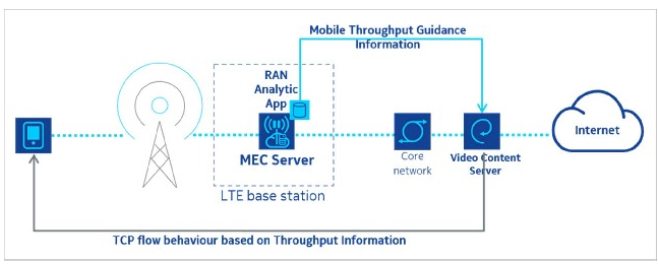 Mobile Throughput Guidance
Information
RAN
Analytic
App
MEC Server
LTE base station
Core
network
Video Content
Server
Internet
TCP flow behaviour based on Throughput Information